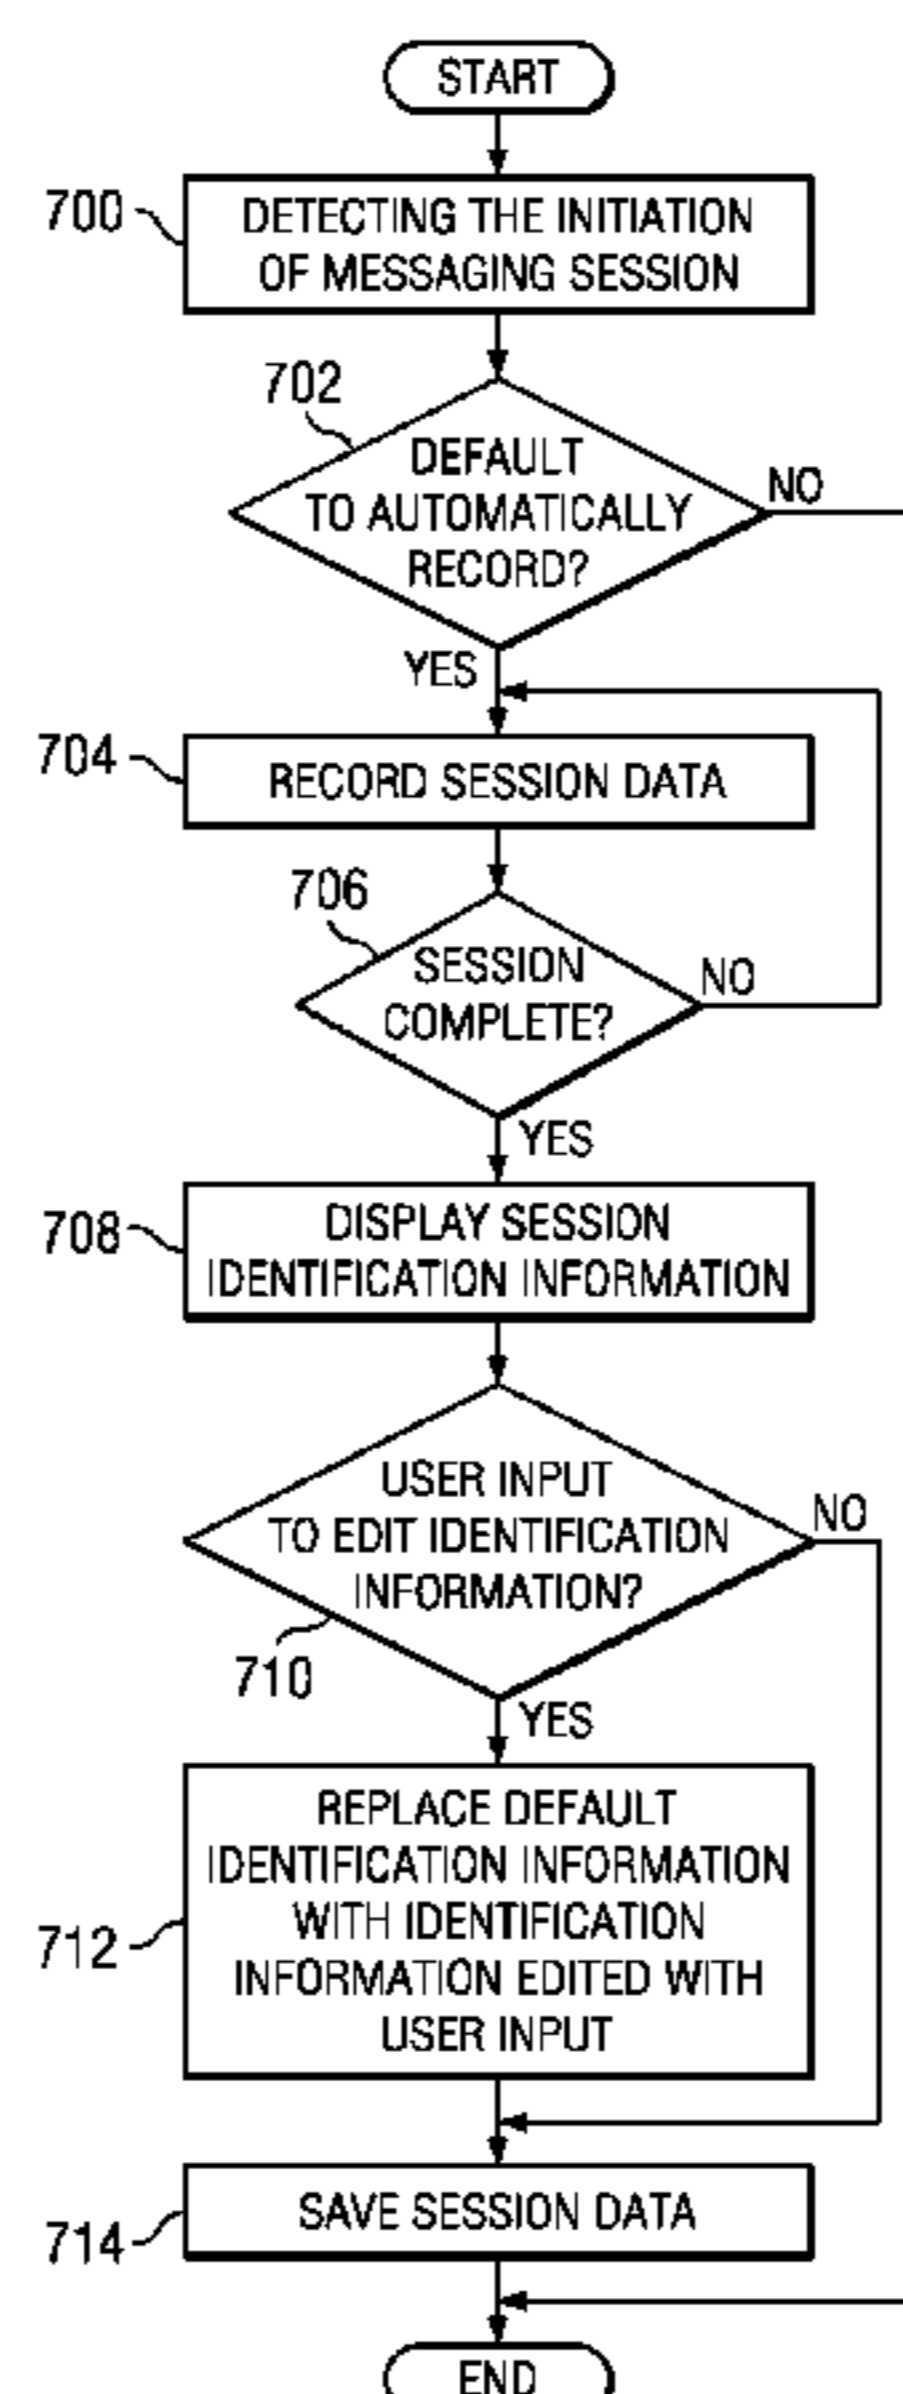 START
700
DETECTING THE INITIATION
OF MESSAGING SESSION
702
DEFAULT
TO AUTOMATICALLY
RECORD?
NO
YES
704
RECORD SESSION DATA
706
SESSION
COMPLETE?
NO
YES
708
DISPLAY SESSION
IDENTIFICATION INFORMATION
USER INPUT
TO EDIT IDENTIFICATION
INFORMATION?
NO
710
YES
REPLACE DEFAULT
IDENTIFICATION INFORMATION
WITH IDENTIFICATION
INFORMATION EDITED WITH
USER INPUT
712
SAVE SESSION DATA
714
END